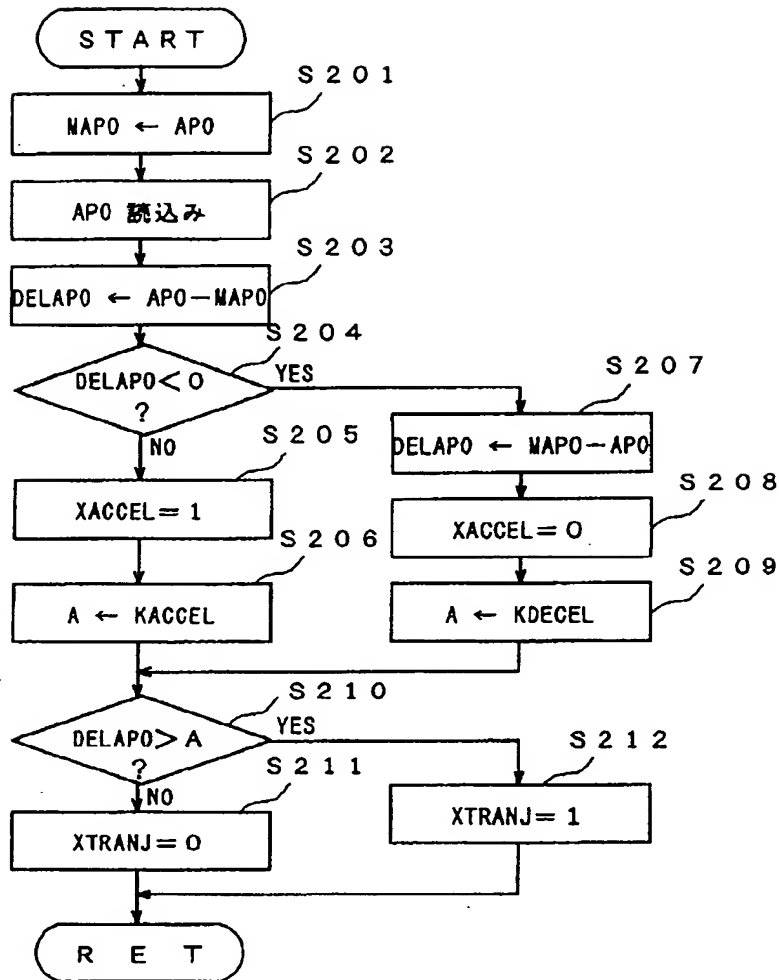 START
S201
MAPO ← APO
S202
APO 読込み
S203
DELAPO ← APO−MAPO
S204
DELAPO<0
?
YES
NO
S205
XACCEL=1
S206
A ← KACCEL
S207
DELAPO ← MAPO−APO
S208
XACCEL=0
S209
A ← KDECEL
S210
DELAPO>A
?
YES
NO
S211
XTRANJ=0
S212
XTRANJ=1
RET